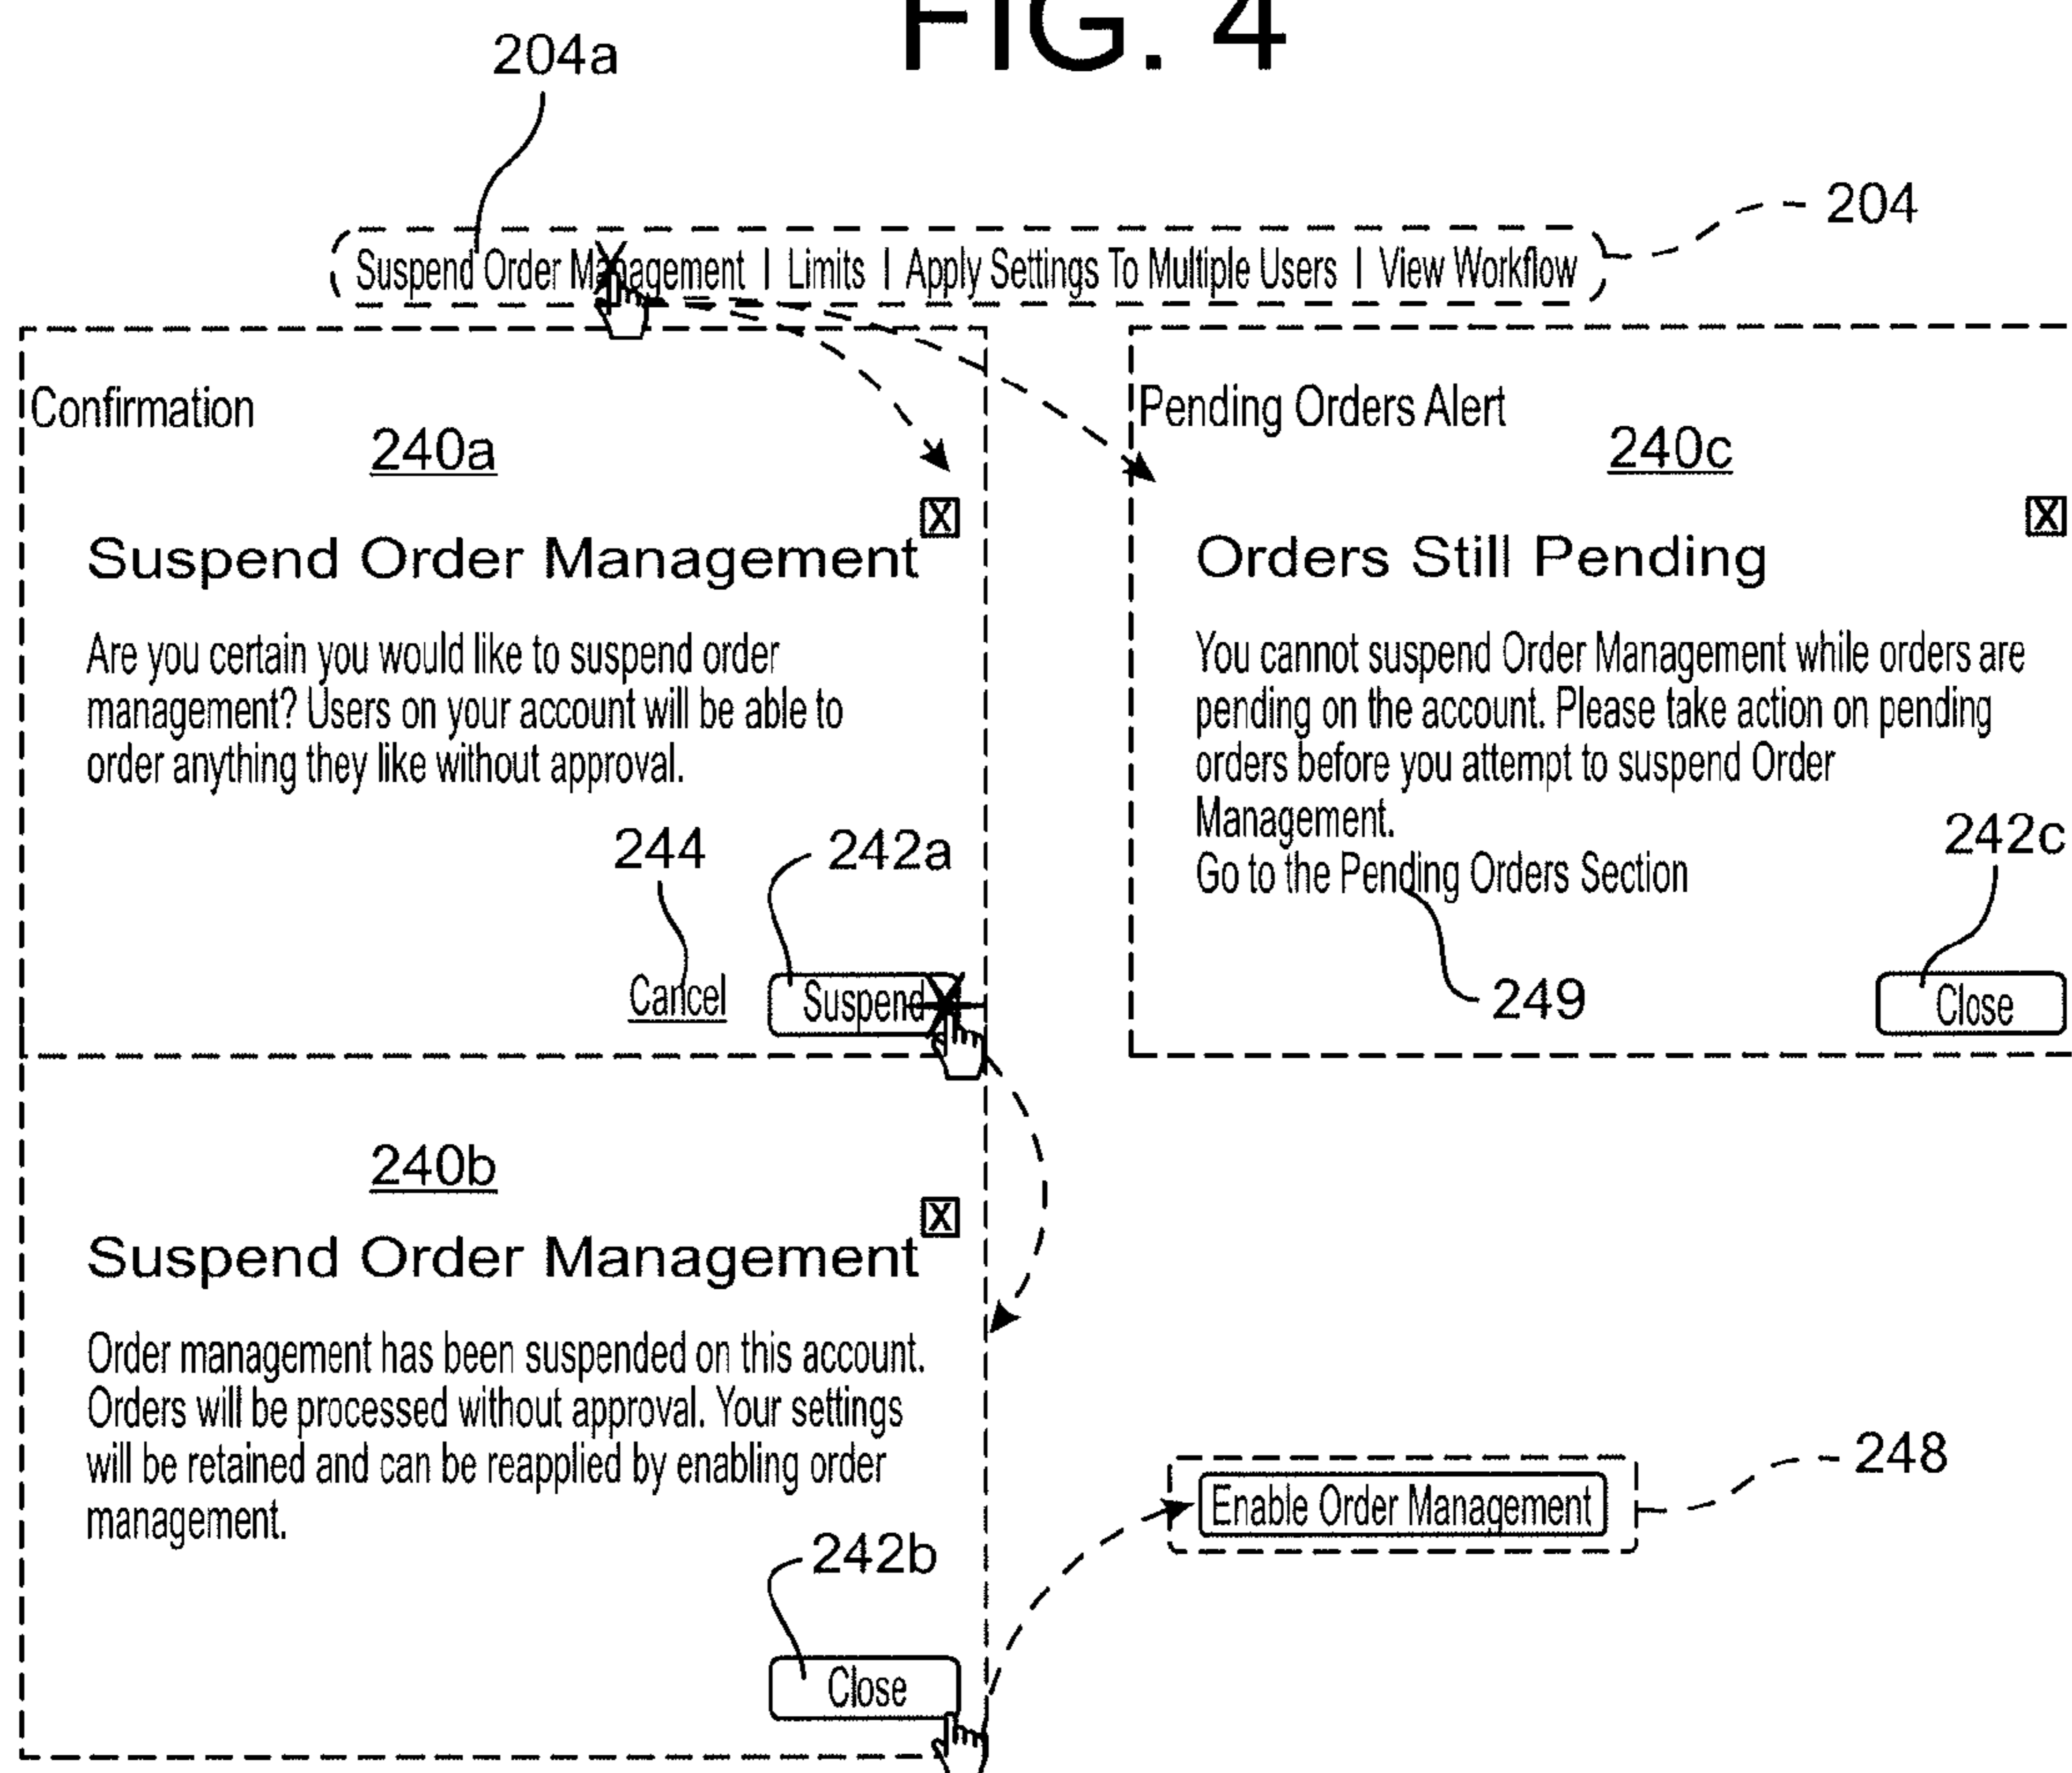 FIG. 4
204a
204
Suspend Order Management | Limits | Apply Settings To Multiple Users | View Workflow
Confirmation
240a
X
Suspend Order Management
Are you certain you would like to suspend order
management? Users on your account will be able to
order anything they like without approval.
244
242a
Cancel
Suspend
Pending Orders Alert
240c
X
Orders Still Pending
You cannot suspend Order Management while orders are
pending on the account. Please take action on pending
orders before you attempt to suspend Order
Management.
Go to the Pending Orders Section
242c
249
Close
240b
X
Suspend Order Management
Order management has been suspended on this account.
Orders will be processed without approval. Your settings
will be retained and can be reapplied by enabling order
management.
242b
Close
Enable Order Management
248